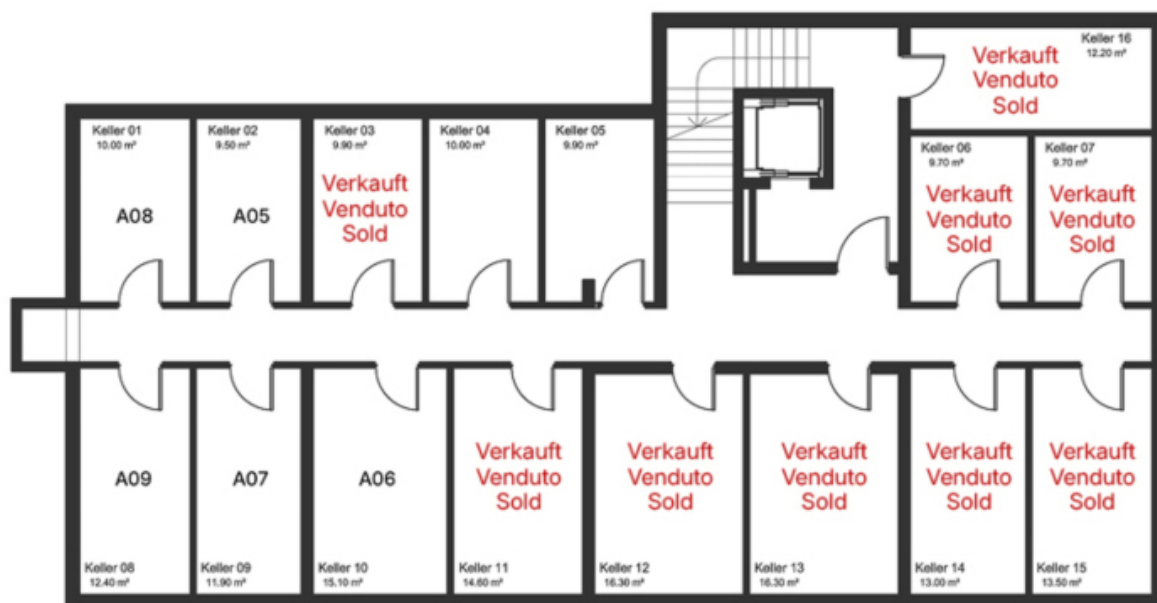 Keller 16
12.20 m²
Verkauft
Venduto
Sold
Keller 01
10.00 m²
A08
Keller 02
9.50 m²
A05
Keller 03
9.90 m²
Verkauft
Venduto
Sold
Keller 04
10.00 m²
Keller 05
9.90 m²
Keller 06
9.70 m²
Verkauft
Venduto
Sold
Keller 07
9.70 m²
Verkauft
Venduto
Sold
A09
Keller 08
12.40 m²
A07
Keller 09
11.90 m²
A06
Keller 10
15.10 m²
Verkauft
Venduto
Sold
Keller 11
14.60 m²
Verkauft
Venduto
Sold
Keller 12
16.30 m²
Verkauft
Venduto
Sold
Keller 13
16.30 m²
Verkauft
Venduto
Sold
Keller 14
13.00 m²
Verkauft
Venduto
Sold
Keller 15
13.50 m²